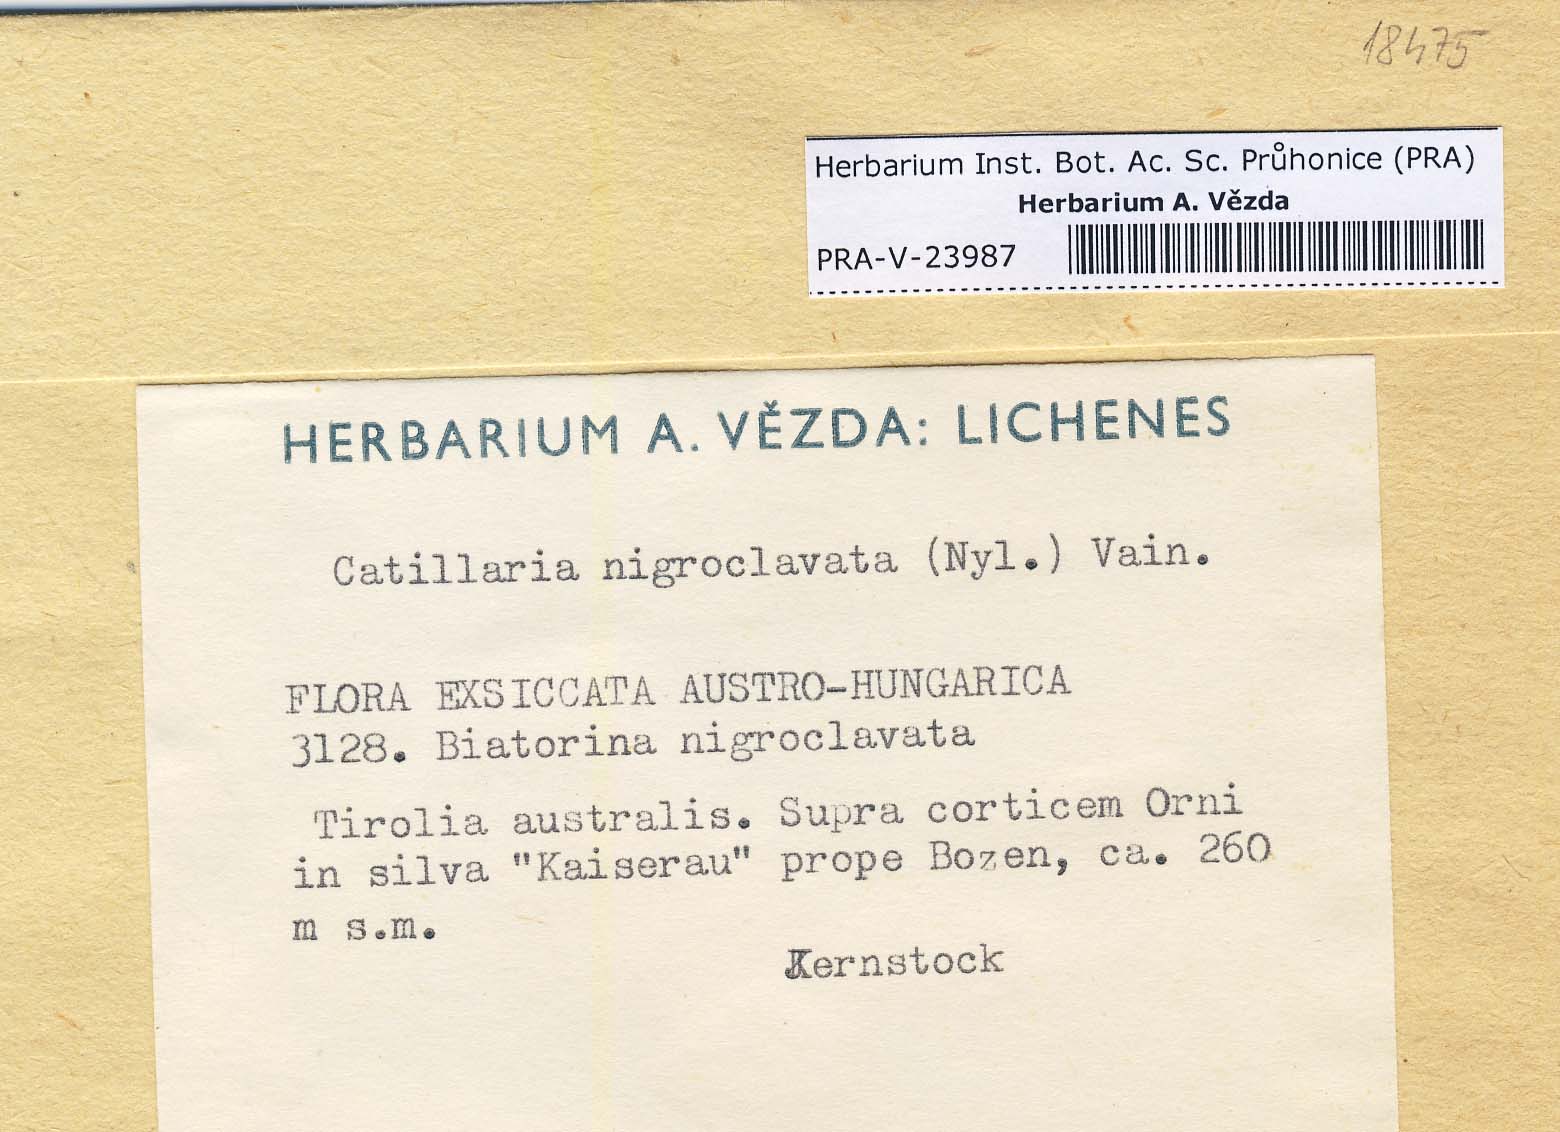 18475
Herbarium Inst. Bot. Ac. Sc. Průhonice (PRA)
Herbarium A. Vězda
PRA-V-23987
HERBARIUM A. VĚZDA: LICHENES
Catillaria nigroclavata (Nyl.) Vain.
FLORA EXSICCATA AUSTRO-HUNGARICA
3128. Biatorina nigroclavata
Tirolia australis. Supra corticem Orni
in silva "Kaiserau" prope Bozen, ca. 260
m s.m.
Kernstock